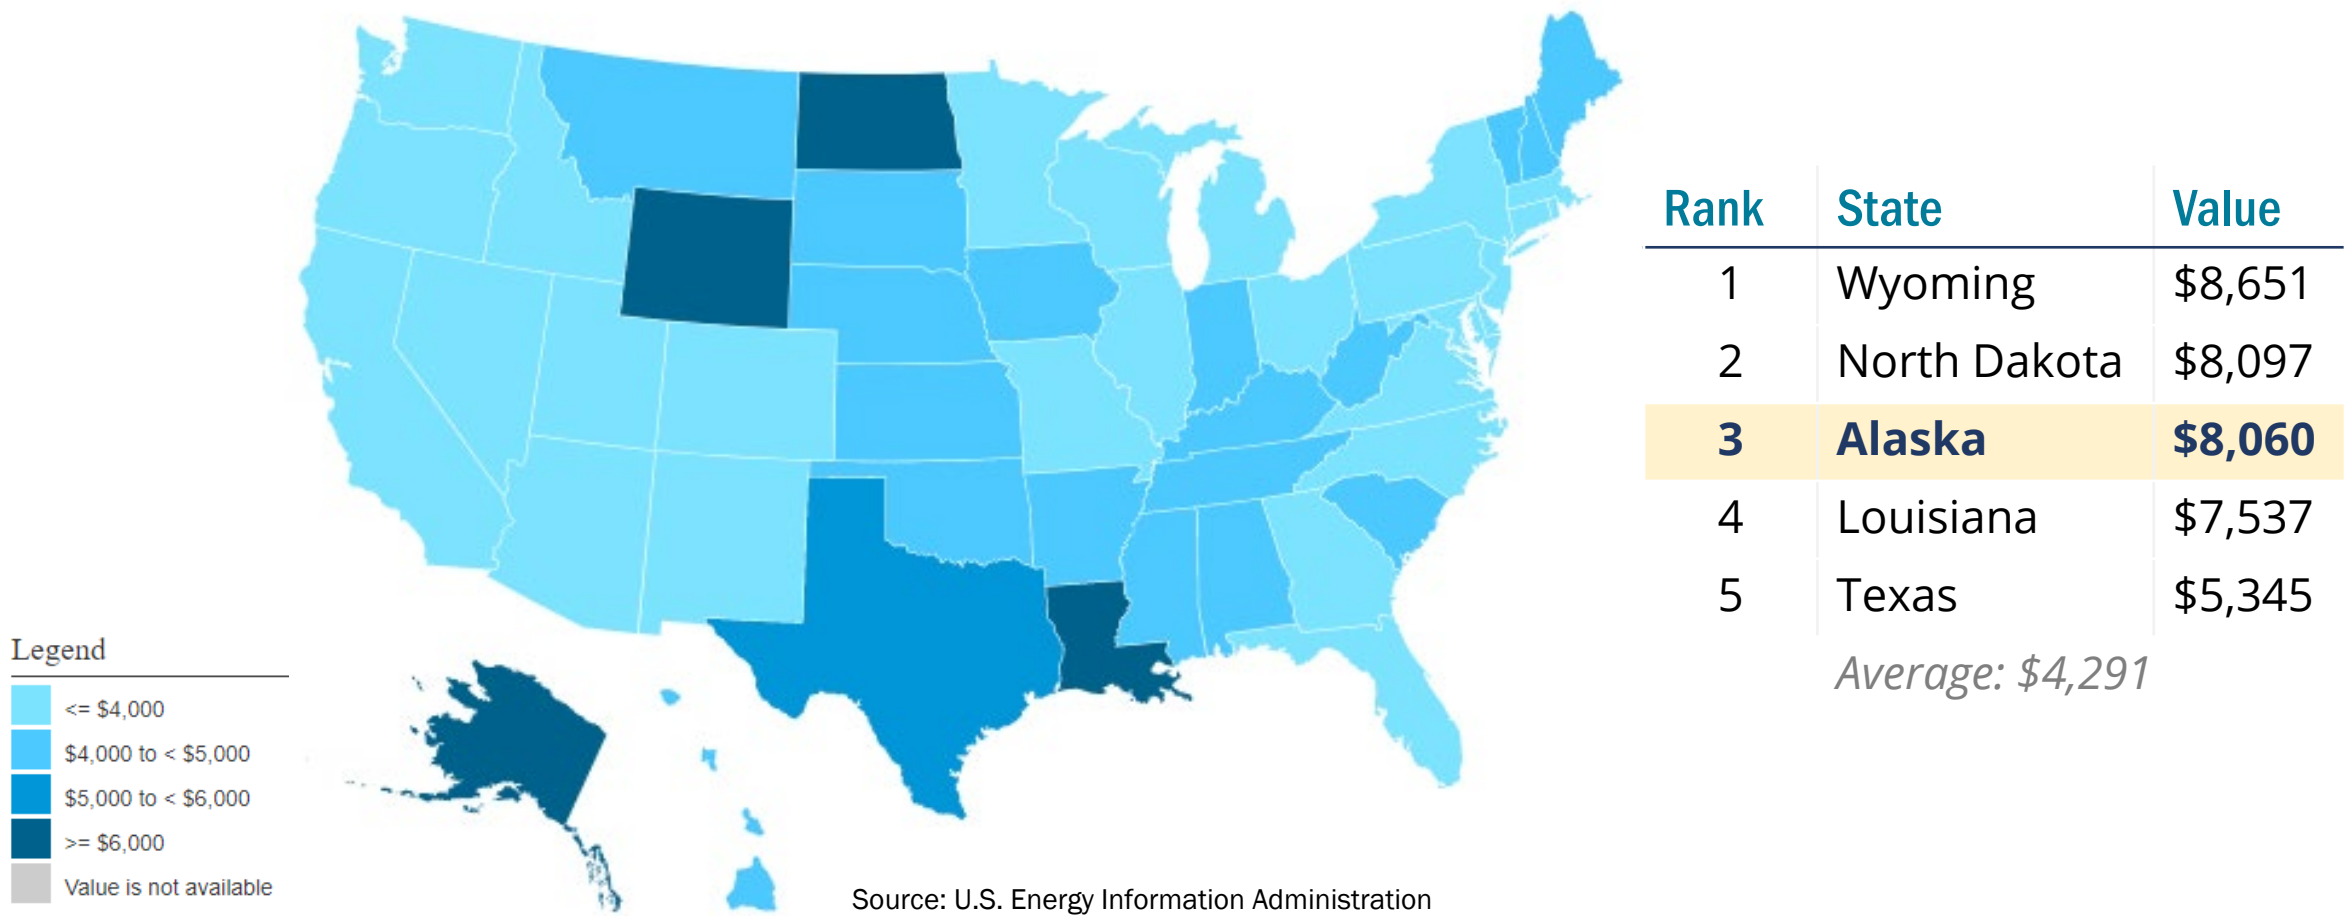 Rank State Value
1 Wyoming $8,651
2 North Dakota $8,097
3 Alaska $8,060
4 Louisiana $7,537
5 Texas $5,345
Average: $4,291
Legend
<= $4,000
$4,000 to < $5,000
$5,000 to < $6,000
>= $6,000
Value is not available
Source: U.S. Energy Information Administration